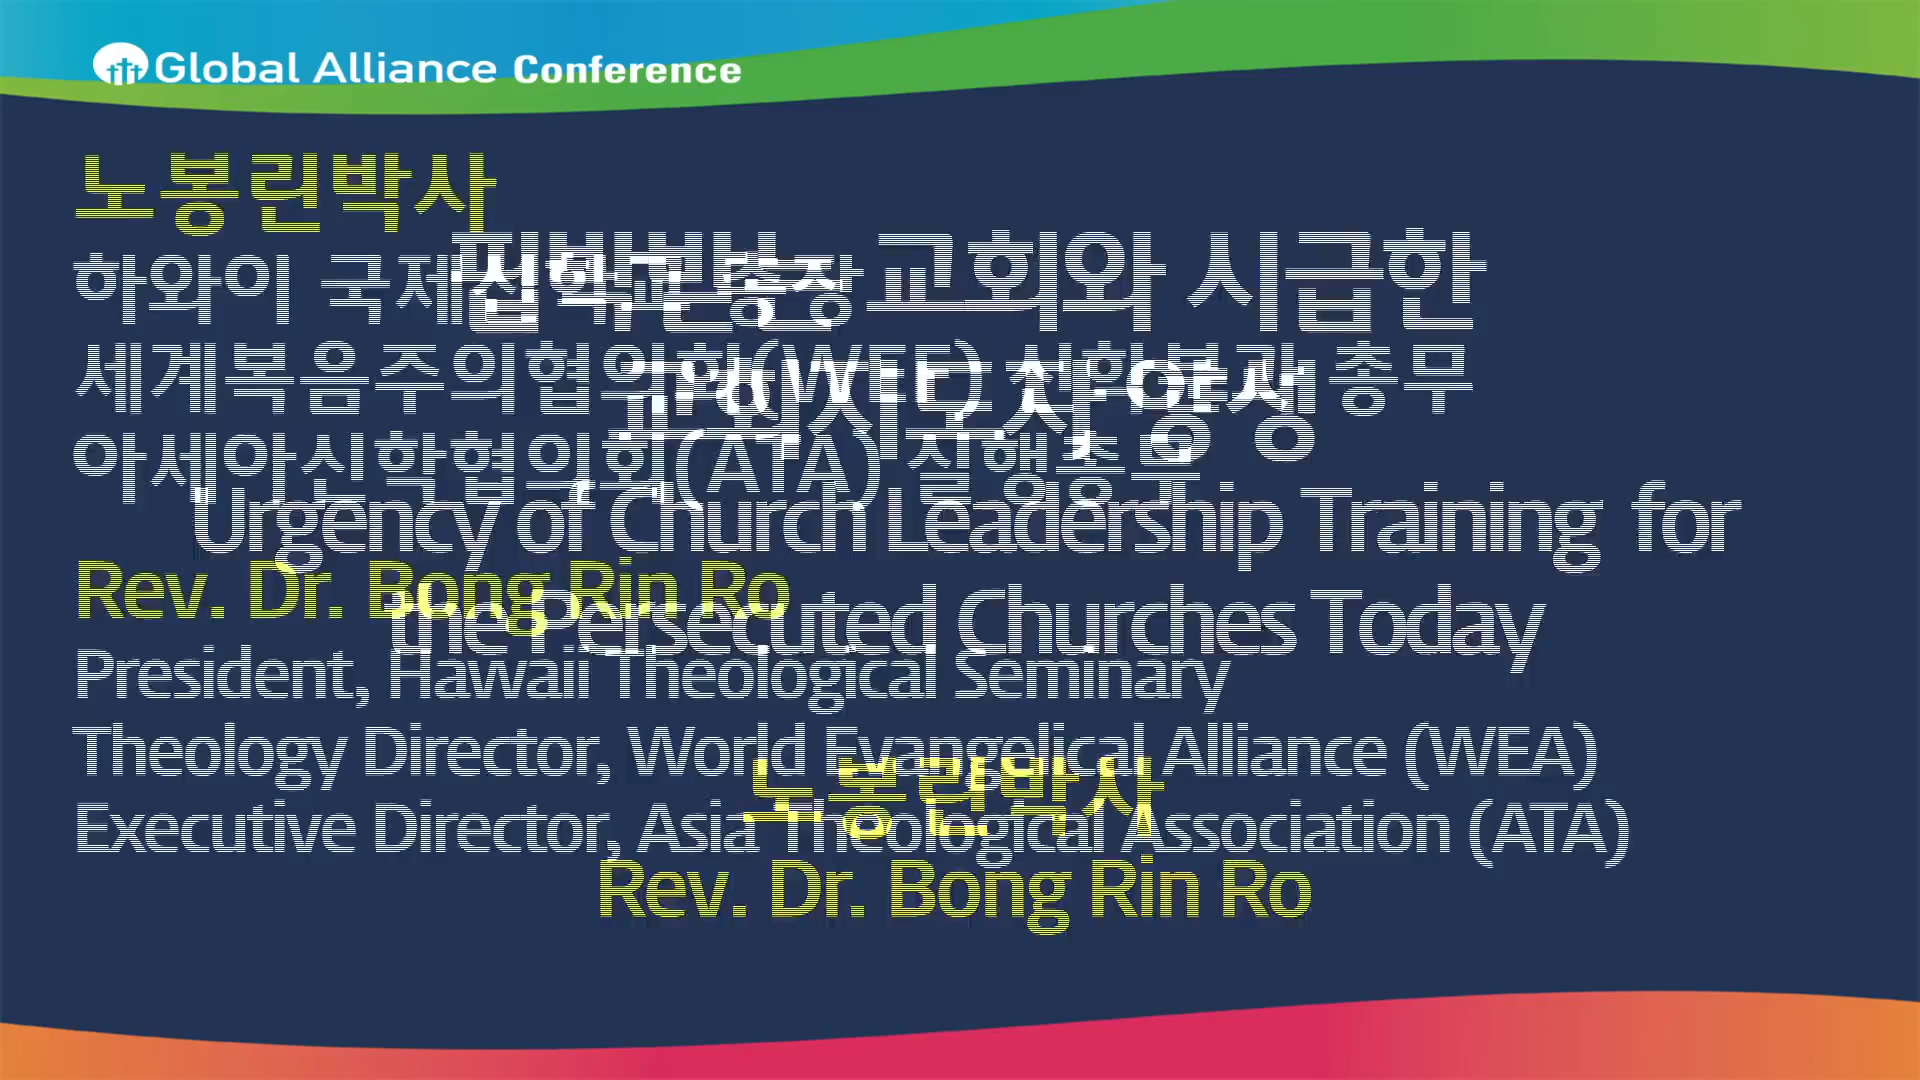 Global Alliance Conference
노봉린박사
하와이 국제신학교 총장
세계복음주의협의회(WEF) 신학분과 총무
아세아신학협의회(ATA) 실행총무
Rev. Dr. Bong Rin Ro
President, Hawaii Theological Seminary
Theology Director, World Evangelical Alliance (WEA)
Executive Director, Asia Theological Association (ATA)
핍박받는 교회와 시급한
교회지도자 양성
Urgency of Church Leadership Training for
the Persecuted Churches Today
노봉린박사
Rev. Dr. Bong Rin Ro